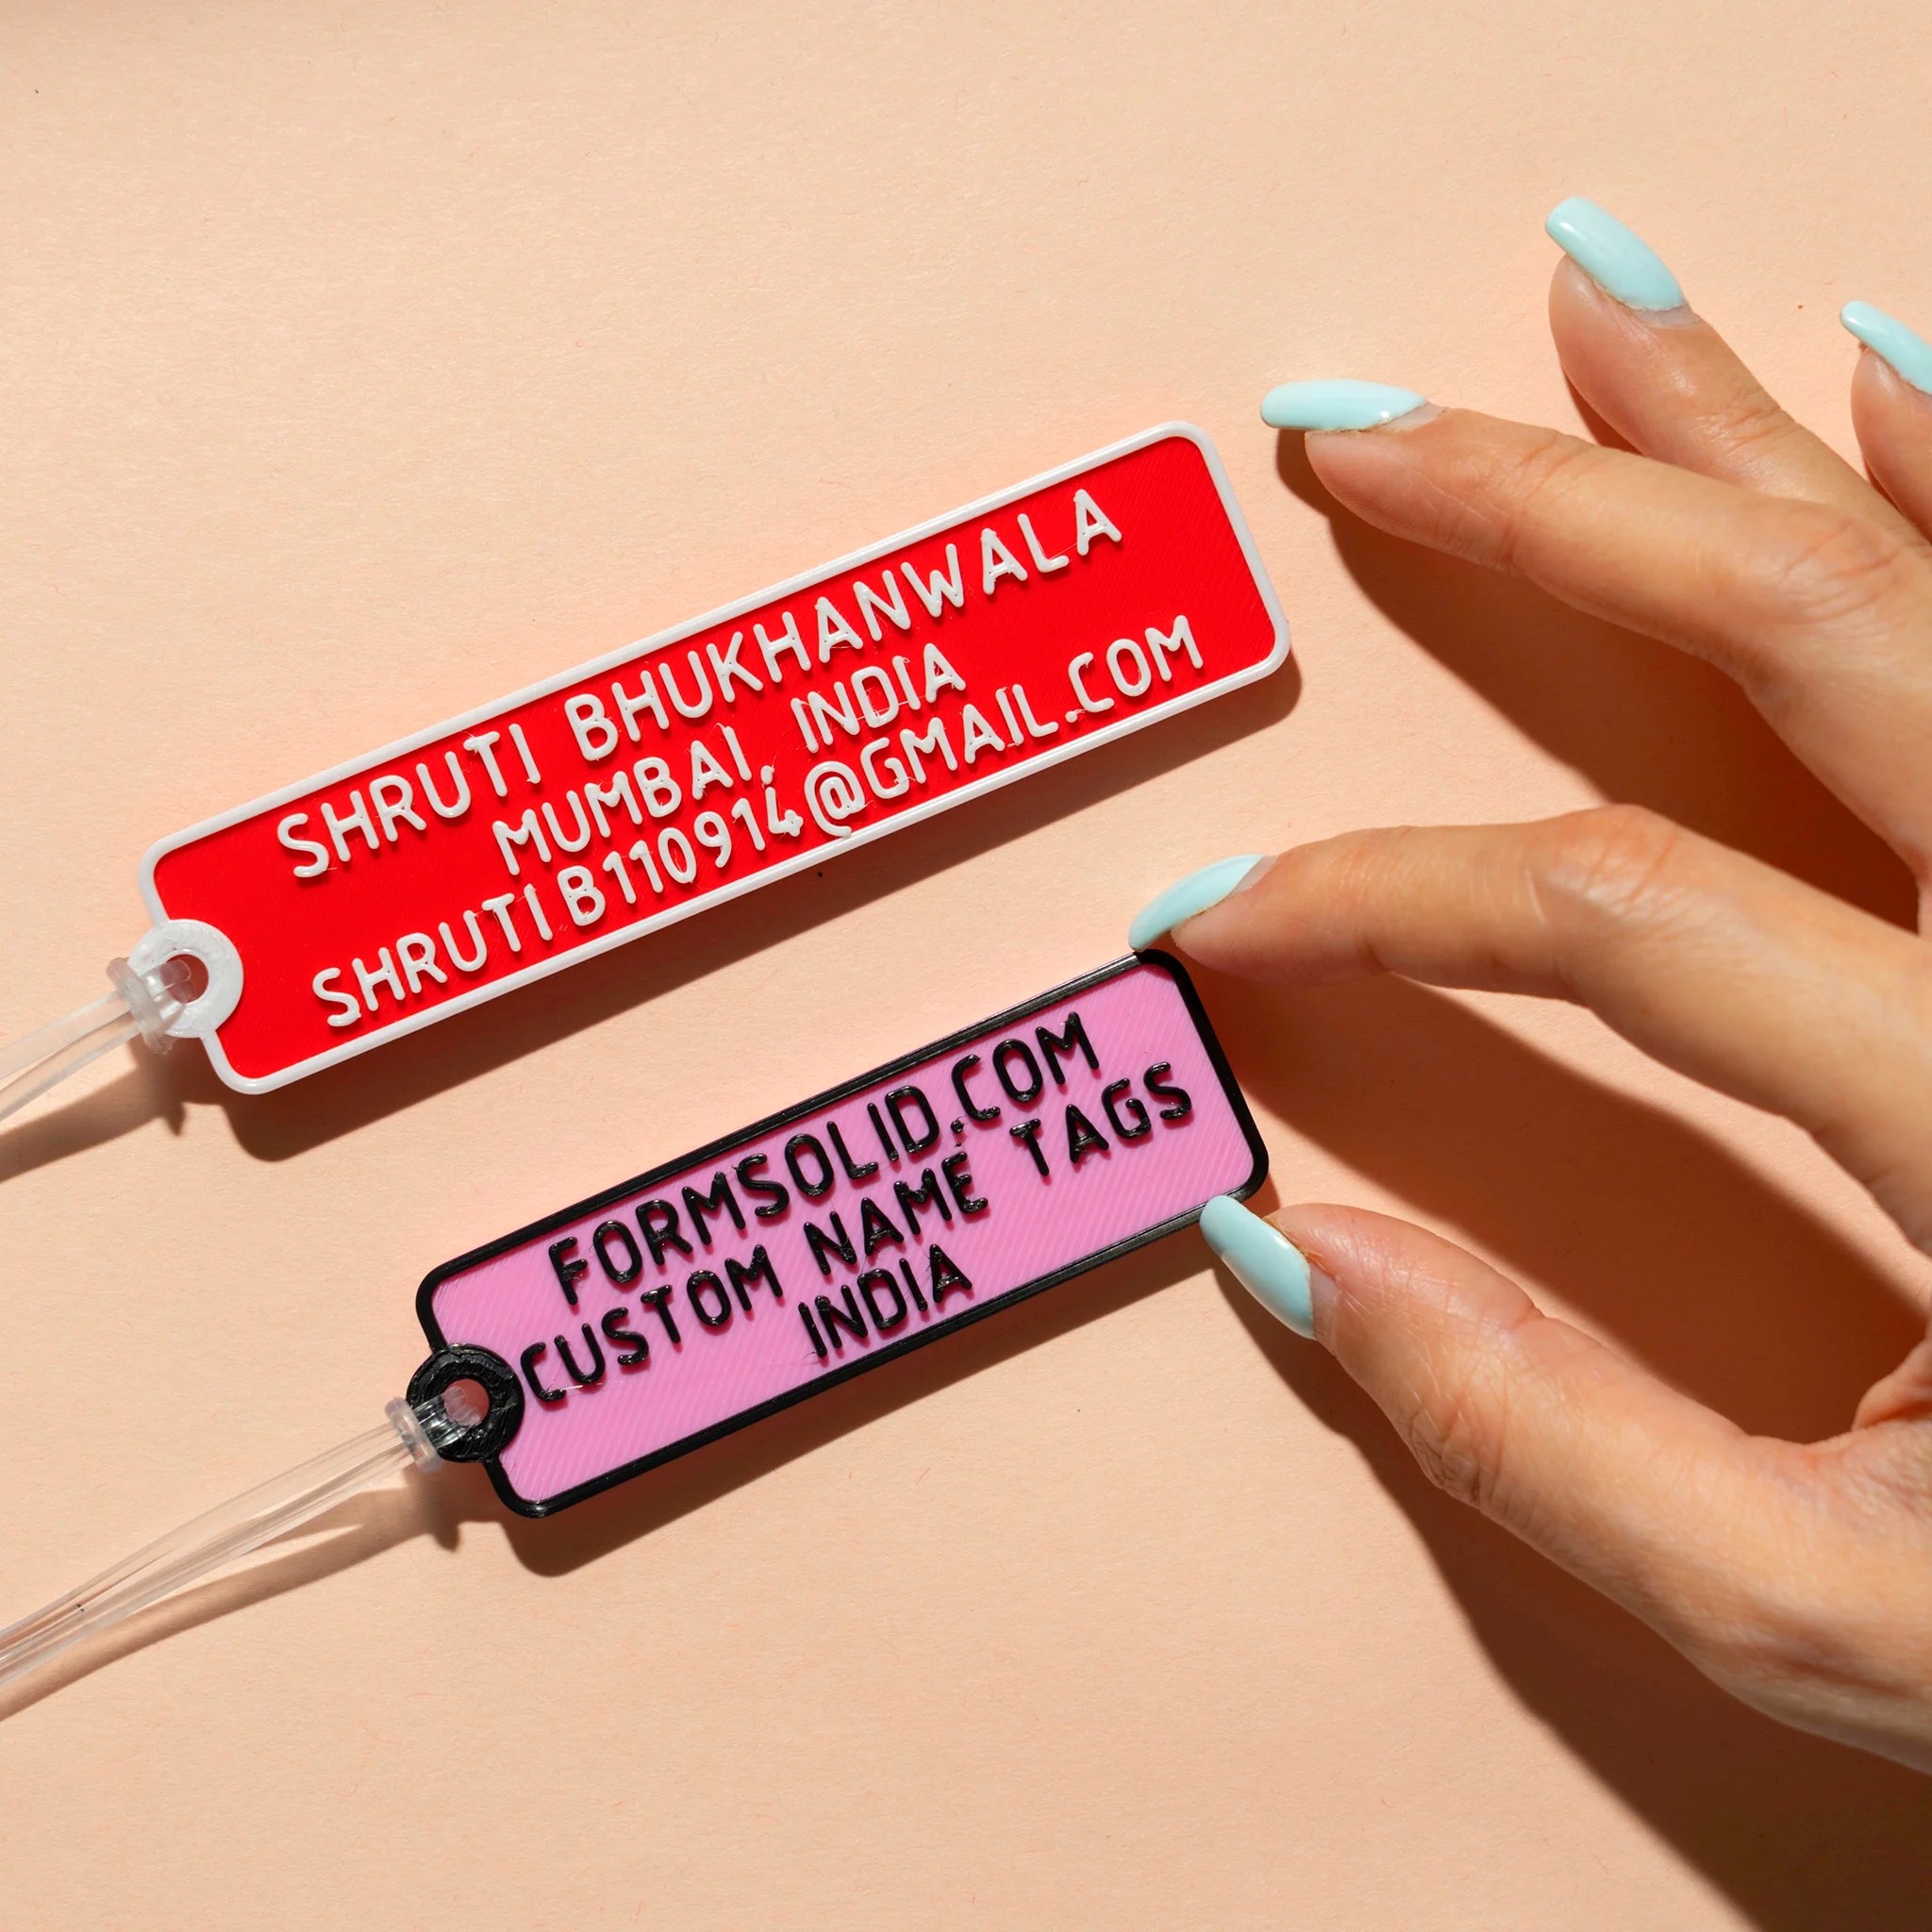 SHRUTI BHUKHANWALA
MUMBAI, INDIA
SHRUTIB110914@GMAIL.COM
FORMSOLID.COM
CUSTOM NAME TAGS
INDIA